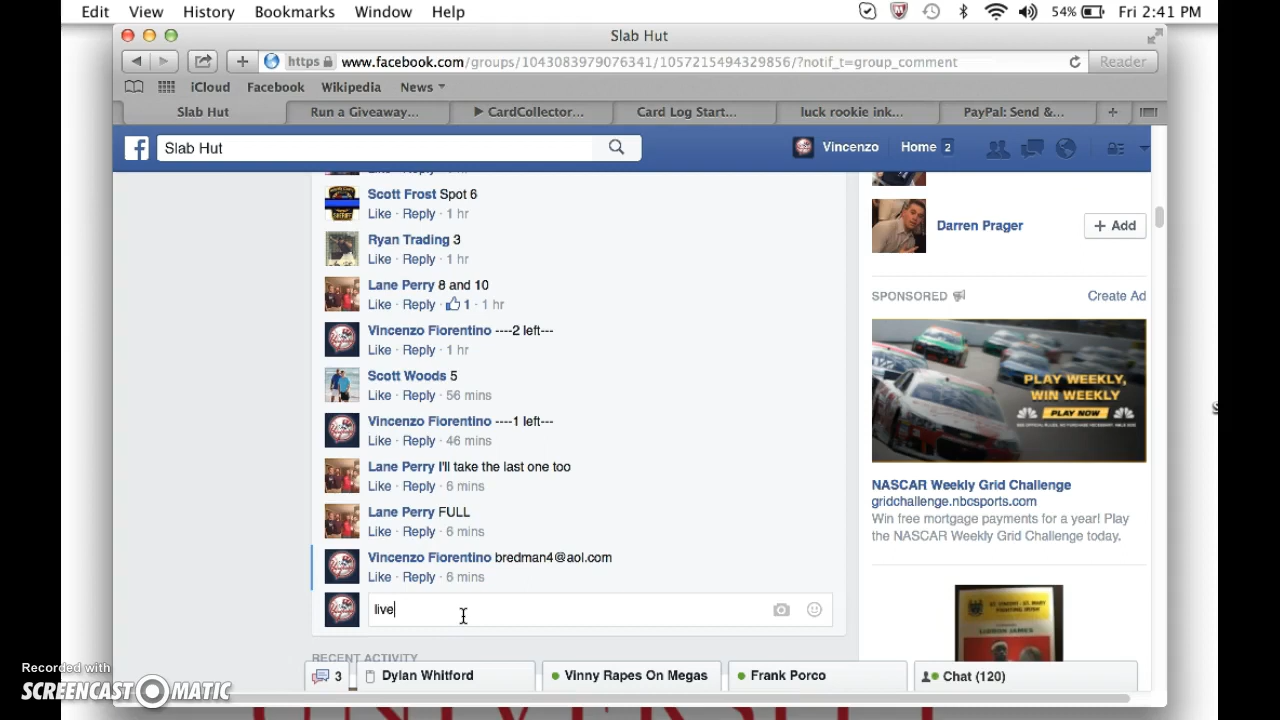 Edit View History Bookmarks Window Help 54% Fri 2:41 PM
Slab Hut
https www.facebook.com/groups/1043083979076341/1057215494329856/?notif_t=group_comment Reader
iCloud Facebook Wikipedia News
Slab Hut Run a Giveaway... ▶ CardCollector... Card Log Start... luck rookie ink... PayPal: Send &...
Slab Hut Vincenzo Home 2
Scott Frost Spot 6
Like · Reply · 1 hr
Ryan Trading 3
Like · Reply · 1 hr
Lane Perry 8 and 10
Like · Reply · 1 · 1 hr
Vincenzo Fiorentino ----2 left---
Like · Reply · 1 hr
Scott Woods 5
Like · Reply · 56 mins
Vincenzo Fiorentino ----1 left---
Like · Reply · 46 mins
Lane Perry I'll take the last one too
Like · Reply · 6 mins
Lane Perry FULL
Like · Reply · 6 mins
Vincenzo Fiorentino bredman4@aol.com
Like · Reply · 6 mins
live
RECENT ACTIVITY
Darren Prager + Add
SPONSORED Create Ad
PLAY WEEKLY,
WIN WEEKLY
PLAY NOW
NASCAR Weekly Grid Challenge
gridchallenge.nbcsports.com
Win free mortgage payments for a year! Play
the NASCAR Weekly Grid Challenge today.
3 Dylan Whitford Vinny Rapes On Megas Frank Porco Chat (120)
Recorded with
SCREENCAST MATIC
UNIVERSITY